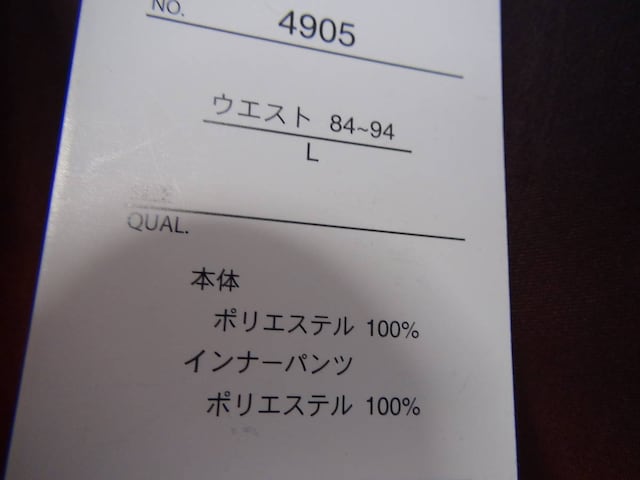 NO. 4905
ウエスト 84~94
L
QUAL.
本体
ポリエステル 100%
インナーパンツ
ポリエステル 100%